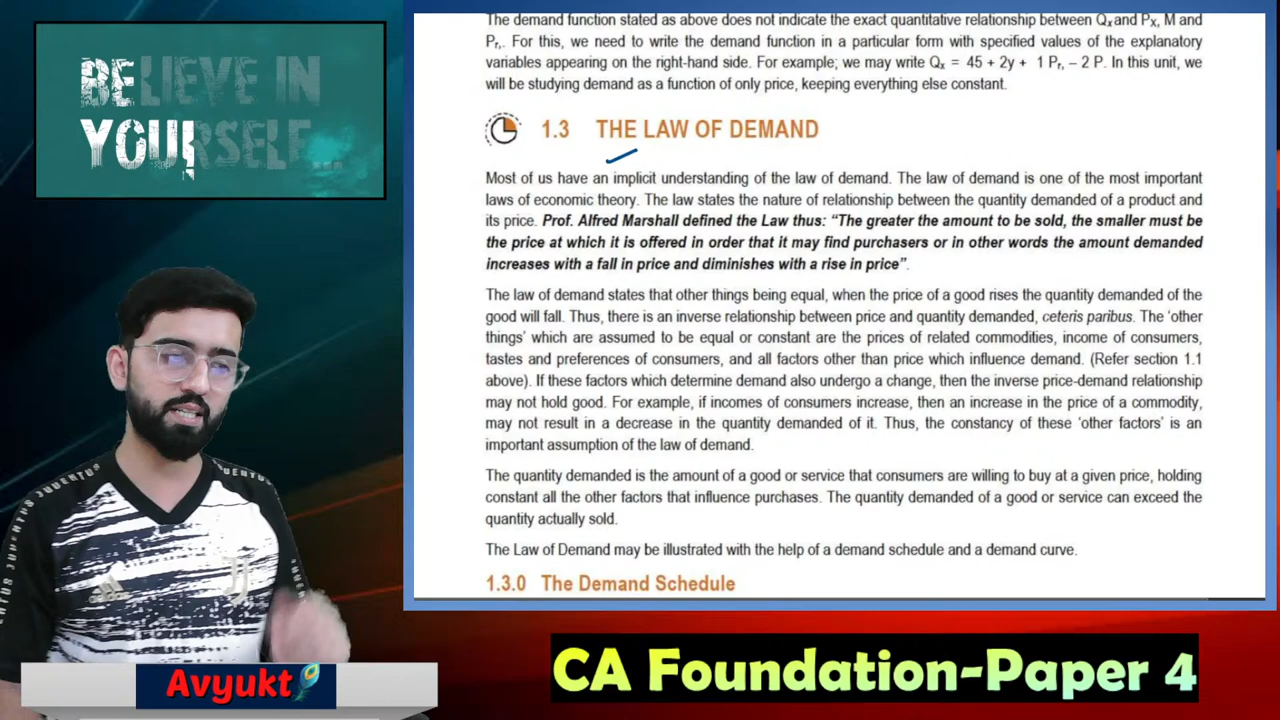 BELIEVE IN
YOURSELF...
The demand function stated as above does not indicate the exact quantitative relationship between Qx and PX, M and
Pr,. For this, we need to write the demand function in a particular form with specified values of the explanatory
variables appearing on the right-hand side. For example; we may write Qx = 45 + 2y + 1 Pr, – 2 P. In this unit, we
will be studying demand as a function of only price, keeping everything else constant.
1.3 THE LAW OF DEMAND
Most of us have an implicit understanding of the law of demand. The law of demand is one of the most important
laws of economic theory. The law states the nature of relationship between the quantity demanded of a product and
its price. Prof. Alfred Marshall defined the Law thus: “The greater the amount to be sold, the smaller must be
the price at which it is offered in order that it may find purchasers or in other words the amount demanded
increases with a fall in price and diminishes with a rise in price”.
The law of demand states that other things being equal, when the price of a good rises the quantity demanded of the
good will fall. Thus, there is an inverse relationship between price and quantity demanded, ceteris paribus. The ‘other
things’ which are assumed to be equal or constant are the prices of related commodities, income of consumers,
tastes and preferences of consumers, and all factors other than price which influence demand. (Refer section 1.1
above). If these factors which determine demand also undergo a change, then the inverse price-demand relationship
may not hold good. For example, if incomes of consumers increase, then an increase in the price of a commodity,
may not result in a decrease in the quantity demanded of it. Thus, the constancy of these ‘other factors’ is an
important assumption of the law of demand.
The quantity demanded is the amount of a good or service that consumers are willing to buy at a given price, holding
constant all the other factors that influence purchases. The quantity demanded of a good or service can exceed the
quantity actually sold.
The Law of Demand may be illustrated with the help of a demand schedule and a demand curve.
1.3.0 The Demand Schedule
JUVENTUS
JUVENTUS
adidas
Avyukt
CA Foundation-Paper 4